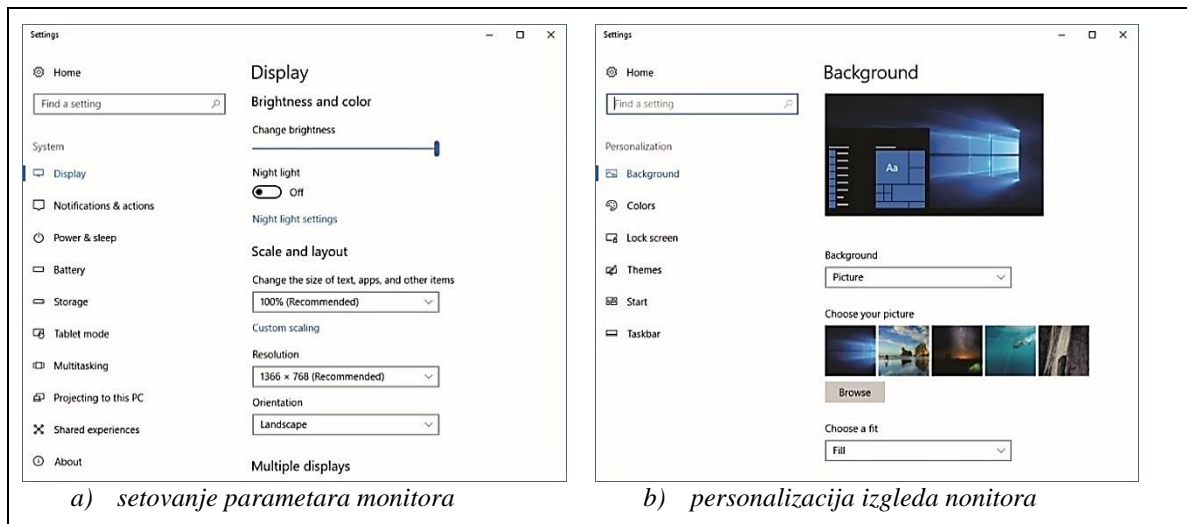 Settings
Home
Find a setting
System
Display
Notifications & actions
Power & sleep
Battery
Storage
Tablet mode
Multitasking
Projecting to this PC
Shared experiences
About
Display
Brightness and color
Change brightness
Night light
Off
Night light settings
Scale and layout
Change the size of text, apps, and other items
100% (Recommended)
Custom scaling
Resolution
1366 × 768 (Recommended)
Orientation
Landscape
Multiple displays
a) setovanje parametara monitora
Settings
Home
Find a setting
Personalization
Background
Colors
Lock screen
Themes
Start
Taskbar
Background
Aa
Background
Picture
Choose your picture
Browse
Choose a fit
Fill
b) personalizacija izgleda nonitora